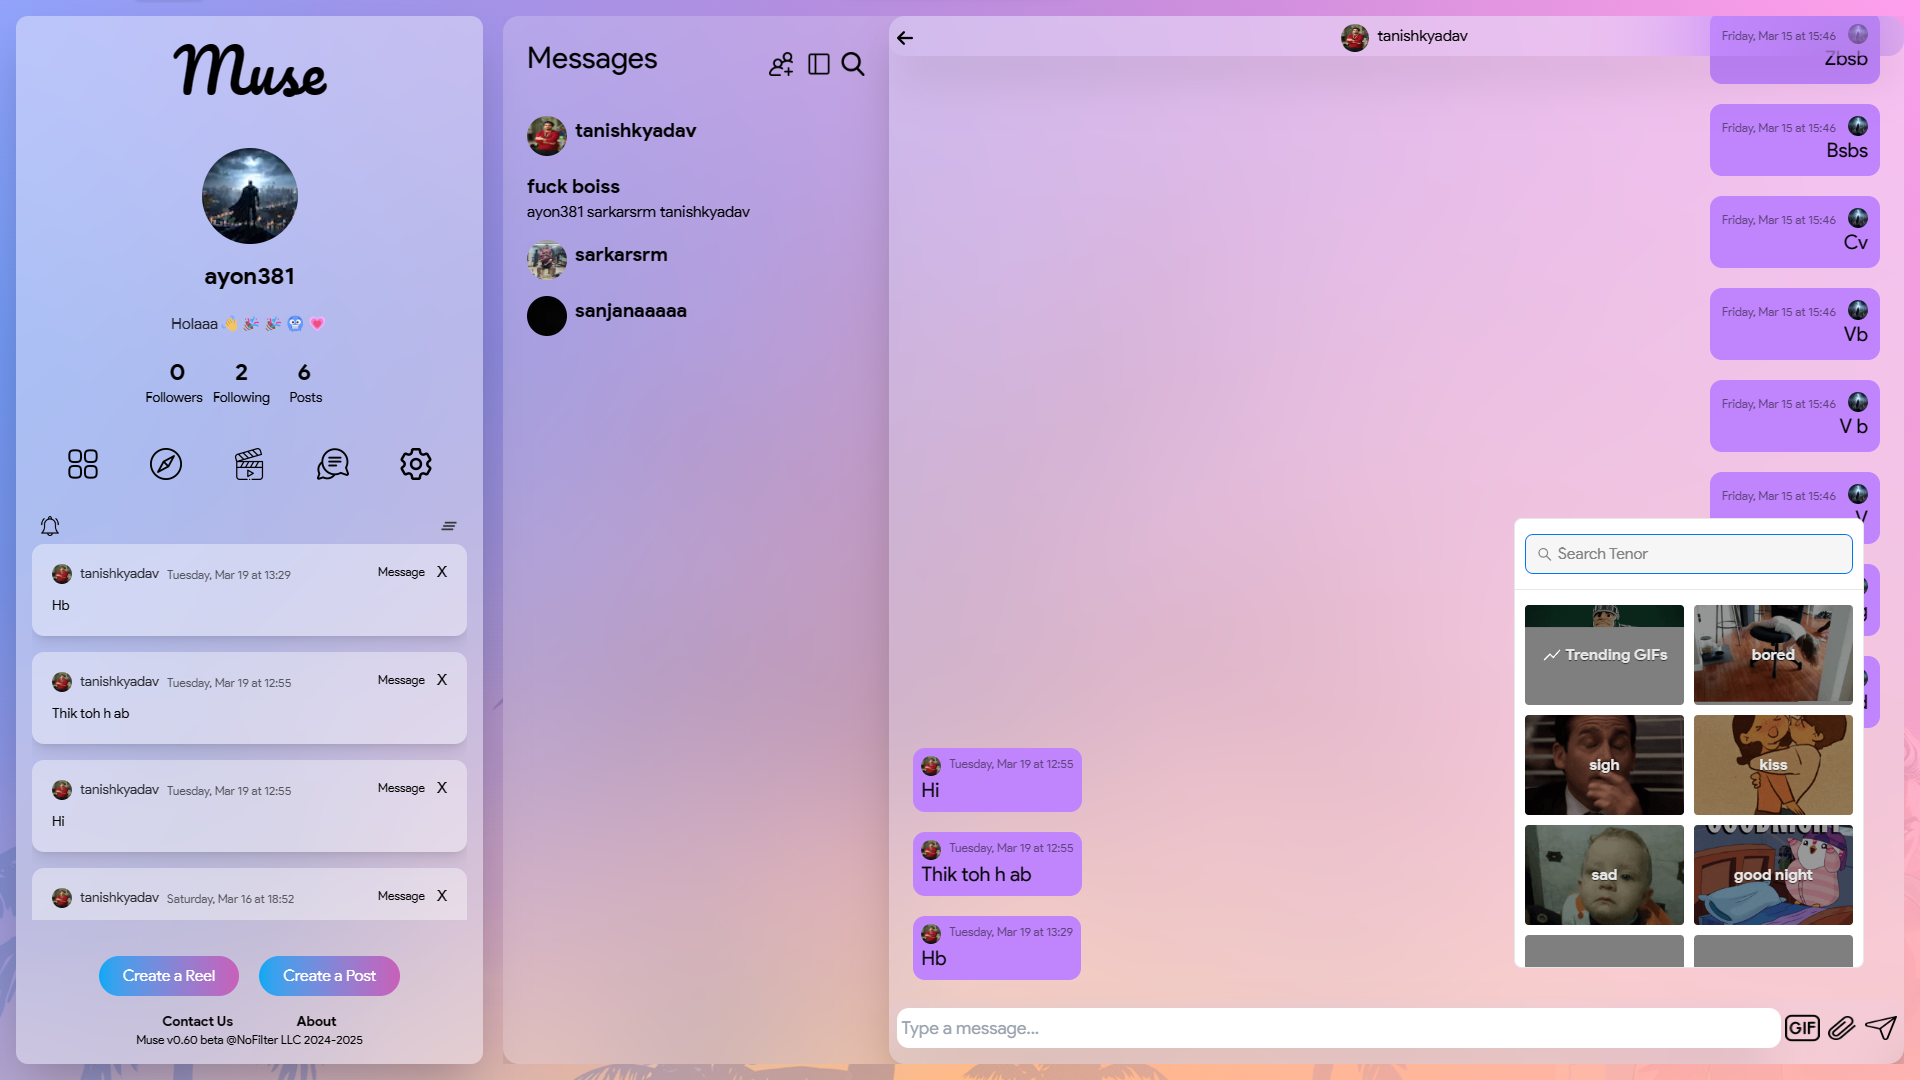 Muse
ayon381
Holaaa 👋 🎉 🎉 🥶 💗
0 2 6
Followers Following Posts
tanishkyadav Tuesday, Mar 19 at 13:29 Message X
Hb
tanishkyadav Tuesday, Mar 19 at 12:55 Message X
Thik toh h ab
tanishkyadav Tuesday, Mar 19 at 12:55 Message X
Hi
tanishkyadav Saturday, Mar 16 at 18:52 Message X
Create a Reel Create a Post
Contact Us About
Muse v0.60 beta @NoFilter LLC 2024-2025
Messages
tanishkyadav
fuck boiss
ayon381 sarkarsrm tanishkyadav
sarkarsrm
sanjanaaaaa
tanishkyadav
Friday, Mar 15 at 15:46
Zbsb
Friday, Mar 15 at 15:46
Bsbs
Friday, Mar 15 at 15:46
Cv
Friday, Mar 15 at 15:46
Vb
Friday, Mar 15 at 15:46
V b
Friday, Mar 15 at 15:46
V
Search Tenor
Trending GIFs
bored
sigh
kiss
sad
good night
Tuesday, Mar 19 at 12:55
Hi
Tuesday, Mar 19 at 12:55
Thik toh h ab
Tuesday, Mar 19 at 13:29
Hb
Type a message...
GIF